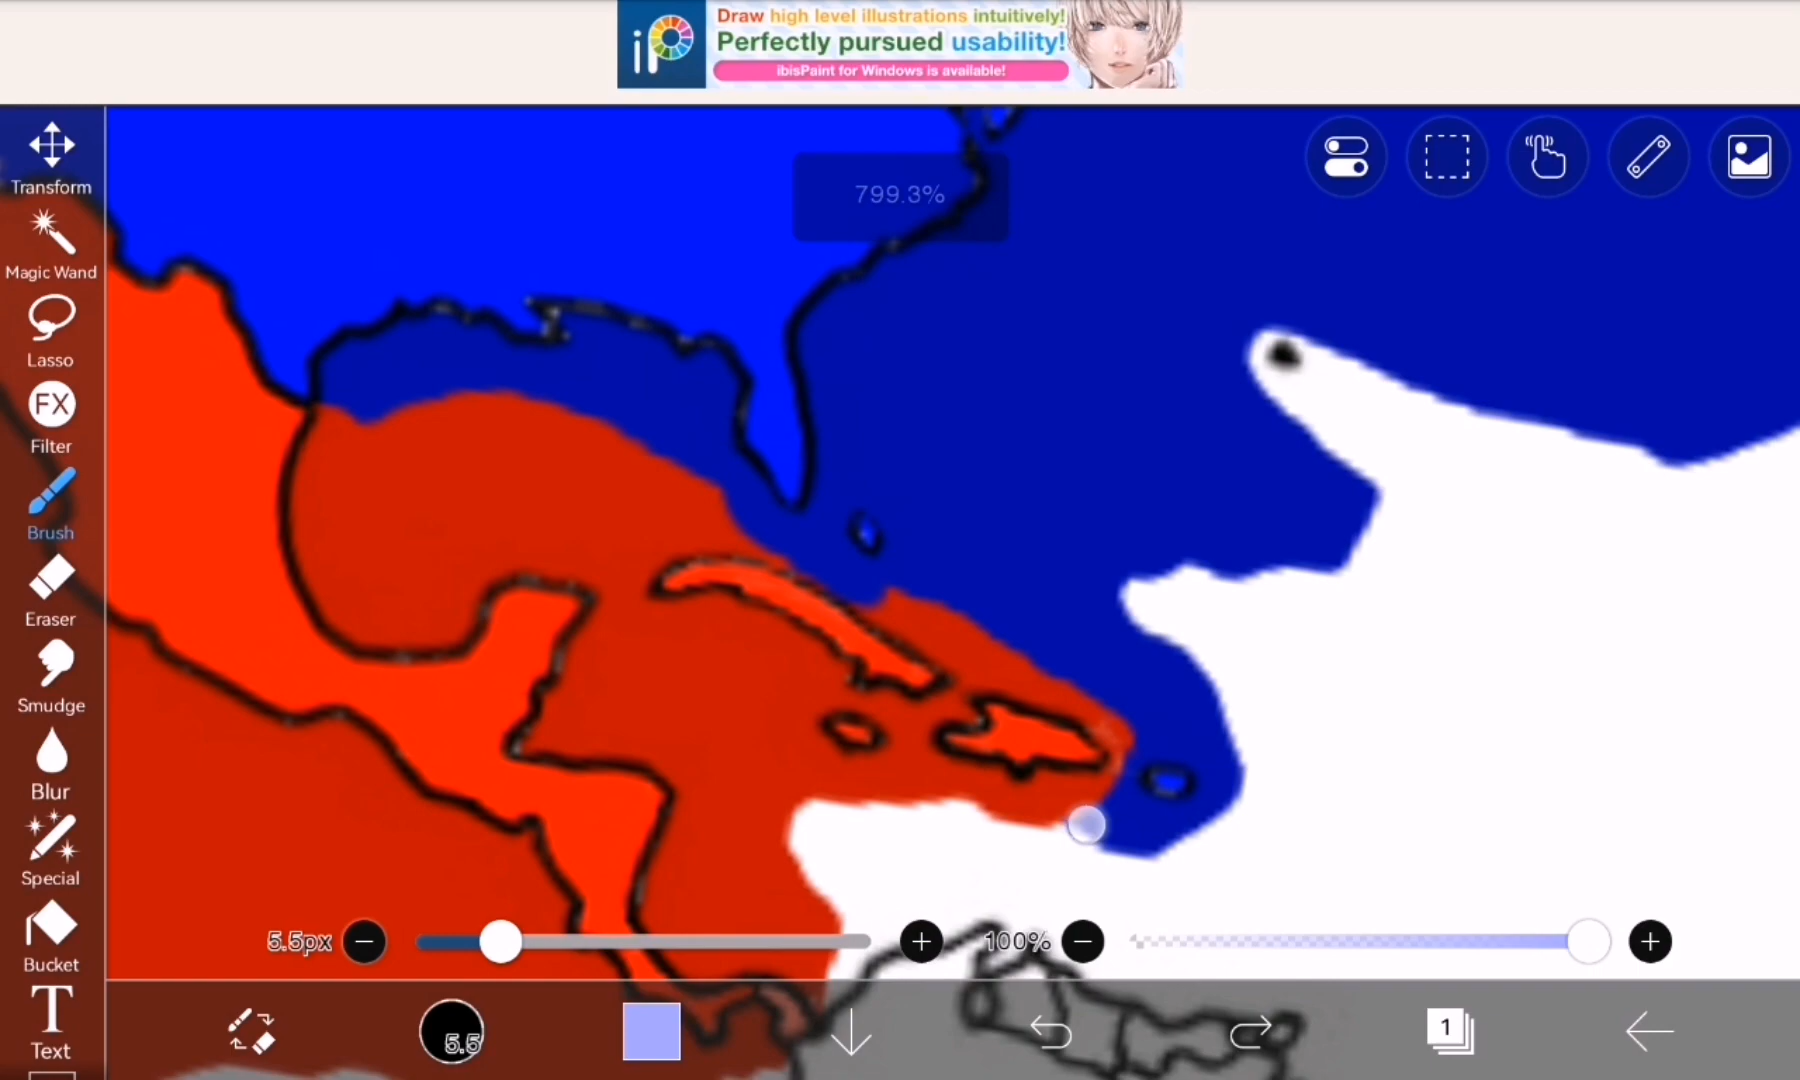 iP
Draw high level illustrations intuitively!
Perfectly pursued usability!
ibisPaint for Windows is available!
Transform
Magic Wand
Lasso
FX
Filter
Brush
Eraser
Smudge
Blur
Special
Bucket
T
Text
799.3%
5.5px
100%
5.5
1